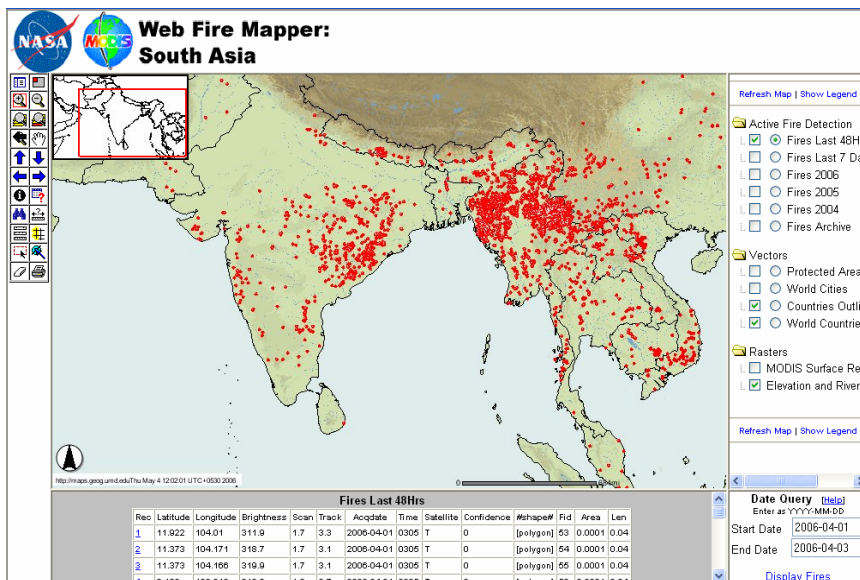 NASA
MODIS
Web Fire Mapper:
South Asia
Refresh Map | Show Legend
Active Fire Detection
Fires Last 48H
Fires Last 7 Da
Fires 2006
Fires 2005
Fires 2004
Fires Archive
Vectors
Protected Area
World Cities
Countries Outli
World Countrie
Rasters
MODIS Surface Re
Elevation and River
Refresh Map | Show Legend
http://maps.geog.umd.eduThu May 4 12:02:01 UTC+0530 2006
0
Fires Last 48Hrs
Rec Latitude Longitude Brightness Scan Track Acqdate Time Satellite Confidence #shape# Fid Area Len
1 11.922 104.01 311.9 1.7 3.3 2006-04-01 0305 T 0 [polygon] 53 0.0001 0.04
2 11.373 104.171 318.7 1.7 3.1 2006-04-01 0305 T 0 [polygon] 54 0.0001 0.04
3 11.373 104.166 319.9 1.7 3.1 2006-04-01 0305 T 0 [polygon] 55 0.0001 0.04
Date Query [Help]
Enter as YYYY-MM-DD
Start Date 2006-04-01
End Date 2006-04-03
Display Fires